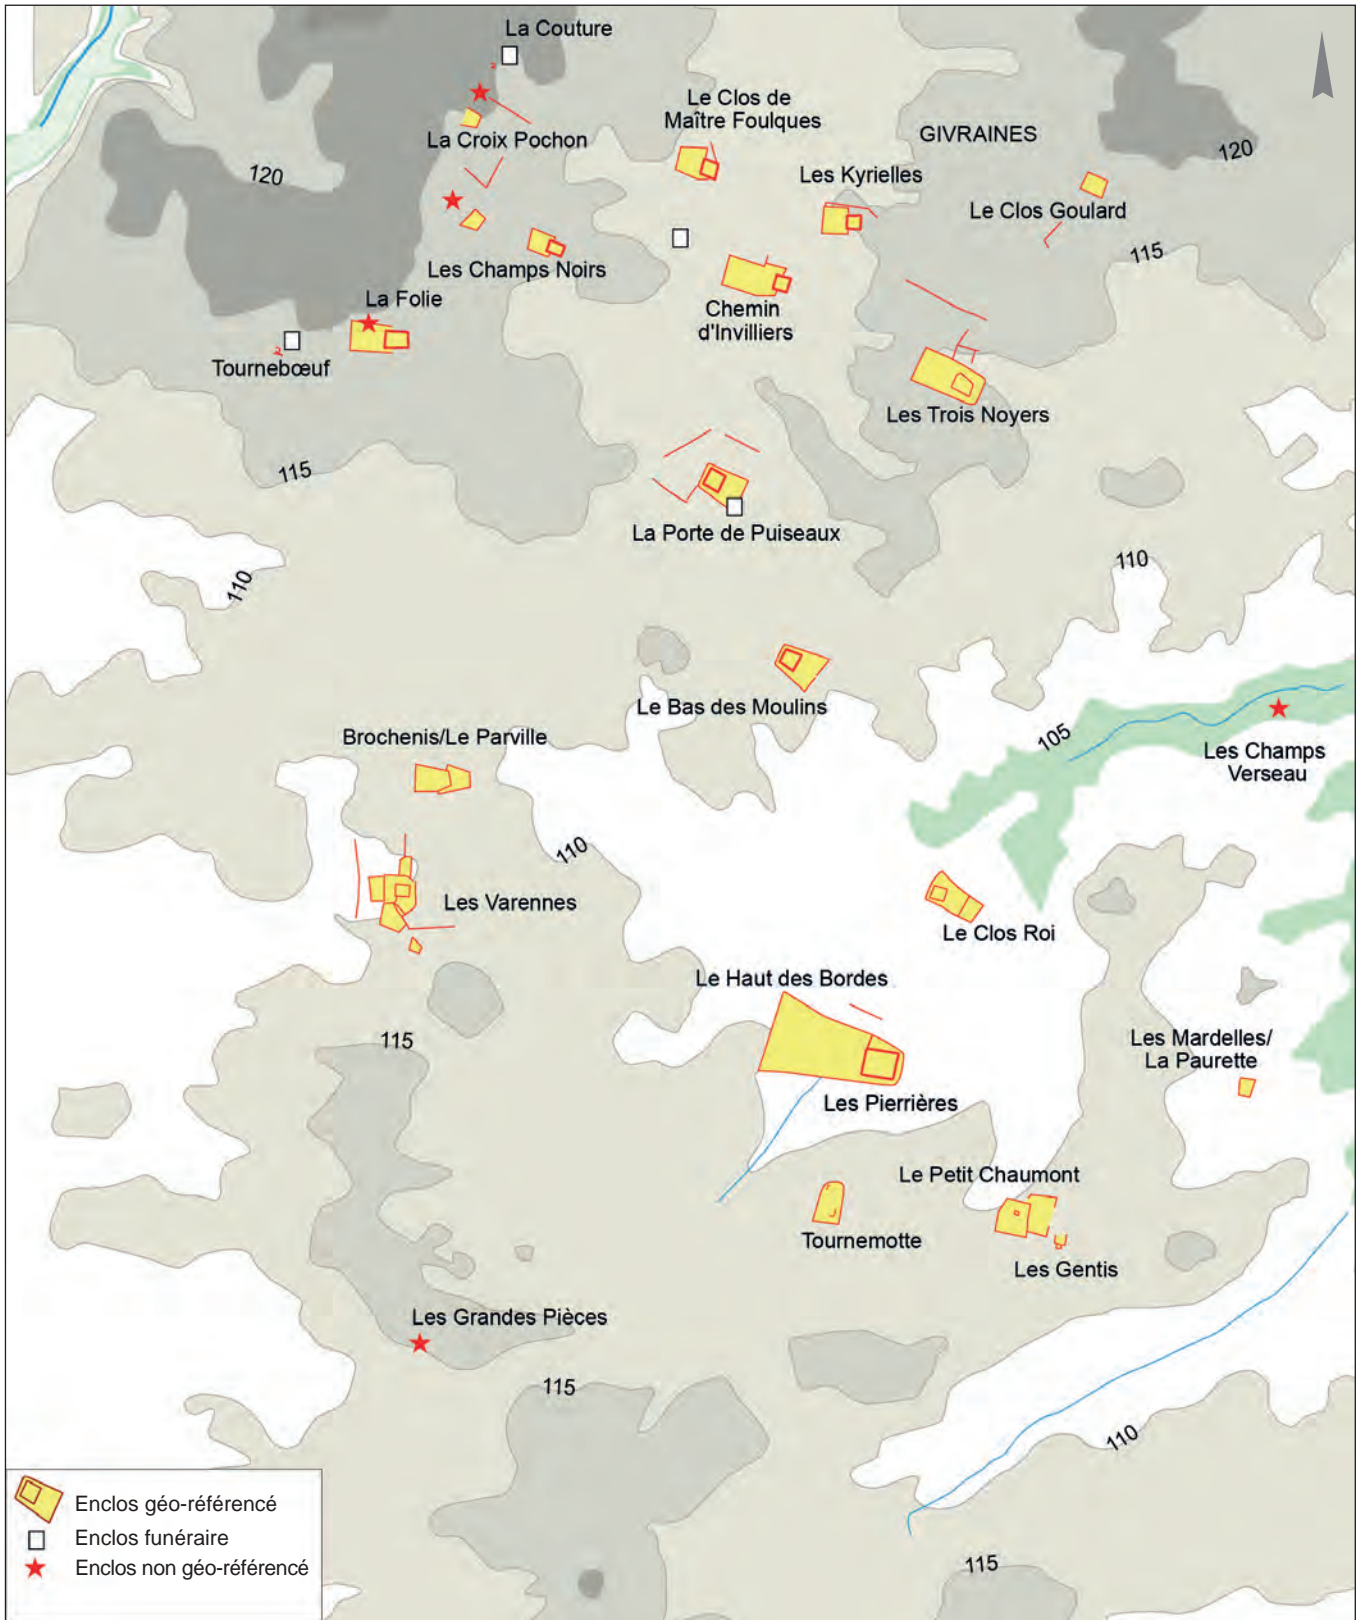 La Couture
Le Clos de
Maître Foulques
La Croix Pochon
GIVRAINES
120
120
Les Kyrielles
Le Clos Goulard
115
Les Champs Noirs
La Folie
Chemin
d'Invilliers
Tournebœuf
Les Trois Noyers
115
La Porte de Puiseaux
110
110
Le Bas des Moulins
105
Brochenis/Le Parville
Les Champs
Verseau
110
Les Varennes
Le Clos Roi
Le Haut des Bordes
115
Les Mardelles/
La Paurette
Les Pierrières
Le Petit Chaumont
Tournemotte
Les Gentis
Les Grandes Pièces
115
110
115
Enclos géo-référencé
Enclos funéraire
Enclos non géo-référencé